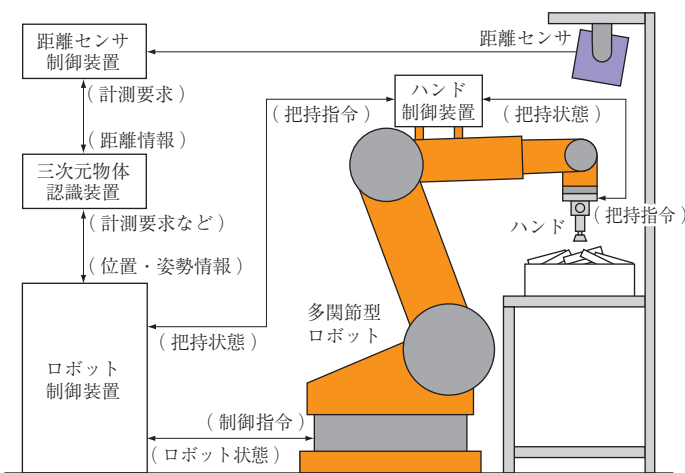 距離センサ
制御装置
距離センサ
(計測要求)
(距離情報)
ハンド
制御装置
(把持指令)
(把持状態)
三次元物体
認識装置
(計測要求など)
(位置・姿勢情報)
ハンド
(把持指令)
多関節型
ロボット
(把持状態)
ロボット
制御装置
(制御指令)
(ロボット状態)